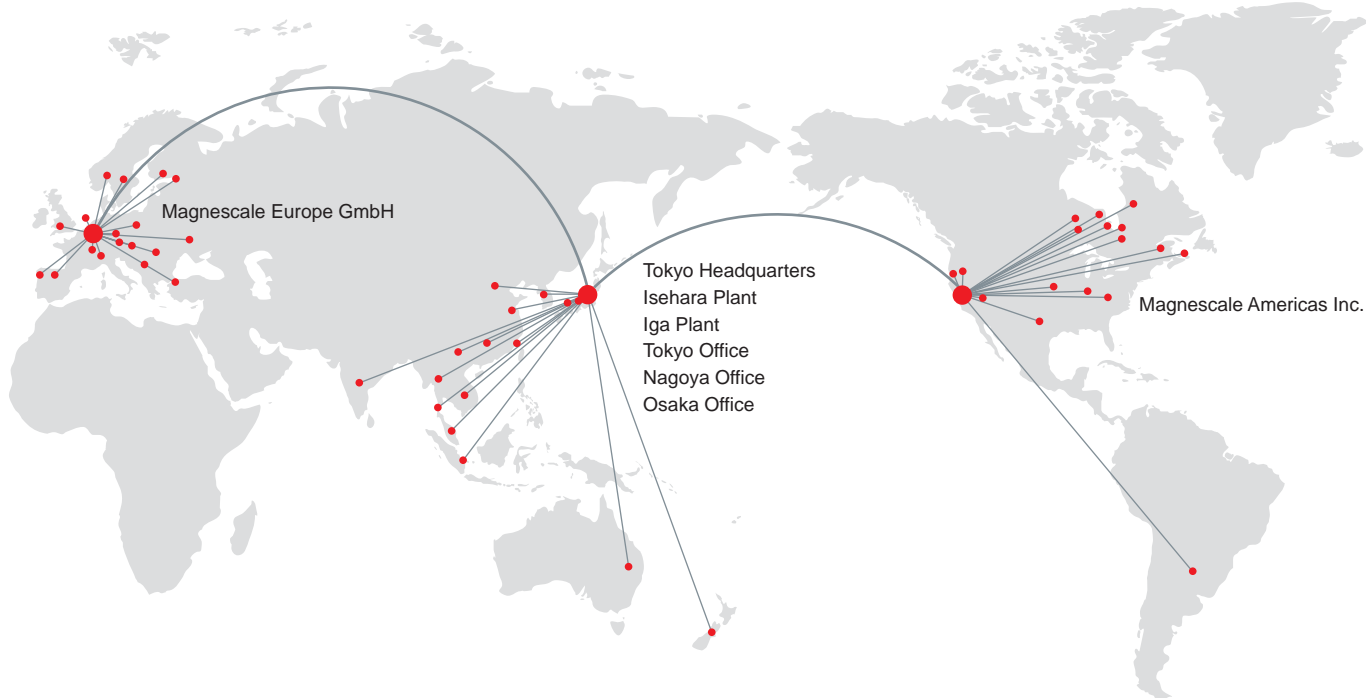 Magnescale Europe GmbH
Tokyo Headquarters
Isehara Plant
Iga Plant
Tokyo Office
Nagoya Office
Osaka Office
Magnescale Americas Inc.